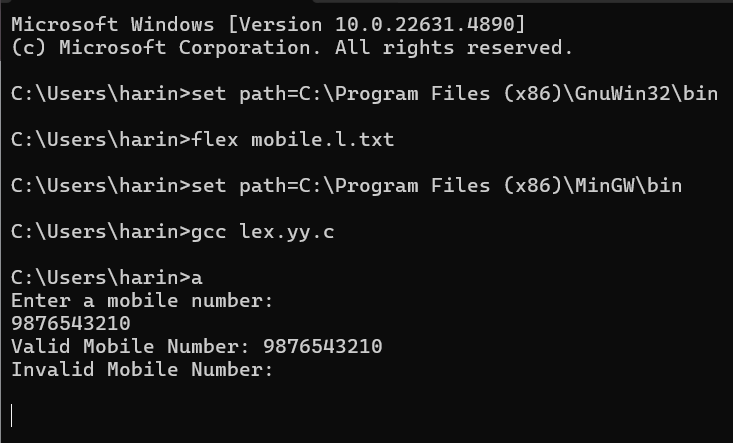 Microsoft Windows [Version 10.0.22631.4890]
(c) Microsoft Corporation. All rights reserved.
C:\Users\harin>set path=C:\Program Files (x86)\GnuWin32\bin
C:\Users\harin>flex mobile.l.txt
C:\Users\harin>set path=C:\Program Files (x86)\MinGW\bin
C:\Users\harin>gcc lex.yy.c
C:\Users\harin>a
Enter a mobile number:
9876543210
Valid Mobile Number: 9876543210
Invalid Mobile Number: